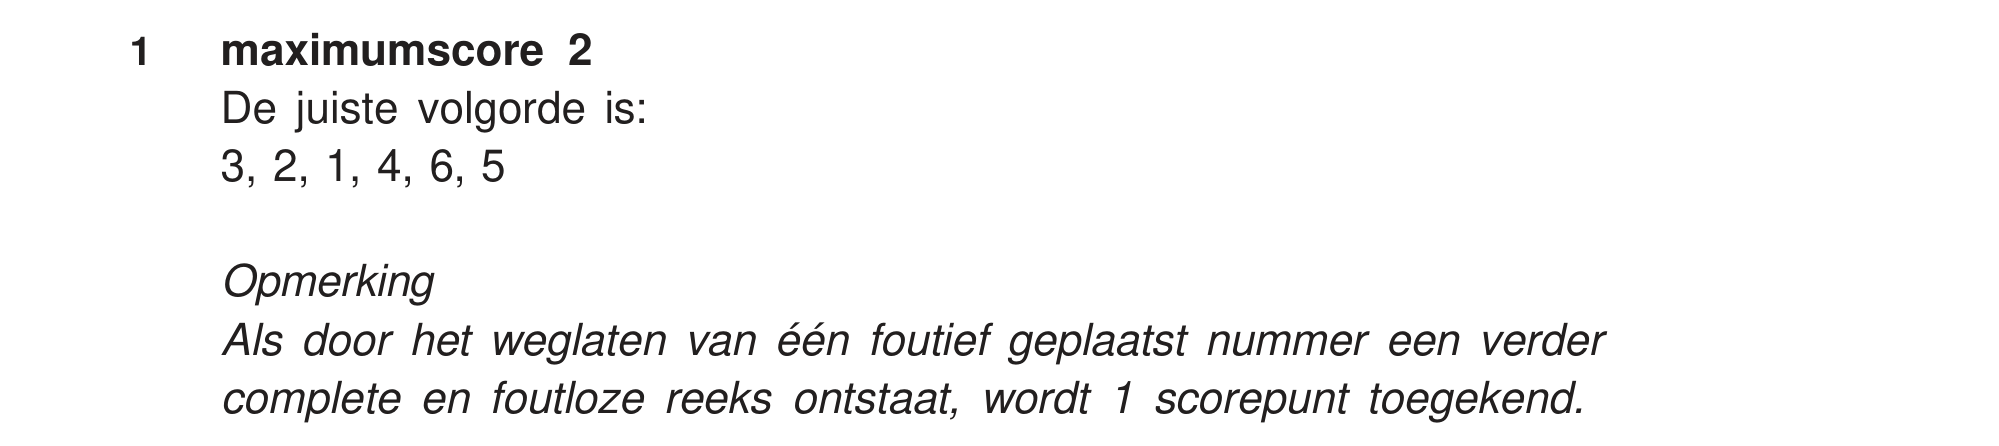 1 maximumscore 2
De juiste volgorde is:
3, 2, 1, 4, 6, 5
Opmerking
Als door het weglaten van één foutief geplaatst nummer een verder
complete en foutloze reeks ontstaat, wordt 1 scorepunt toegekend.